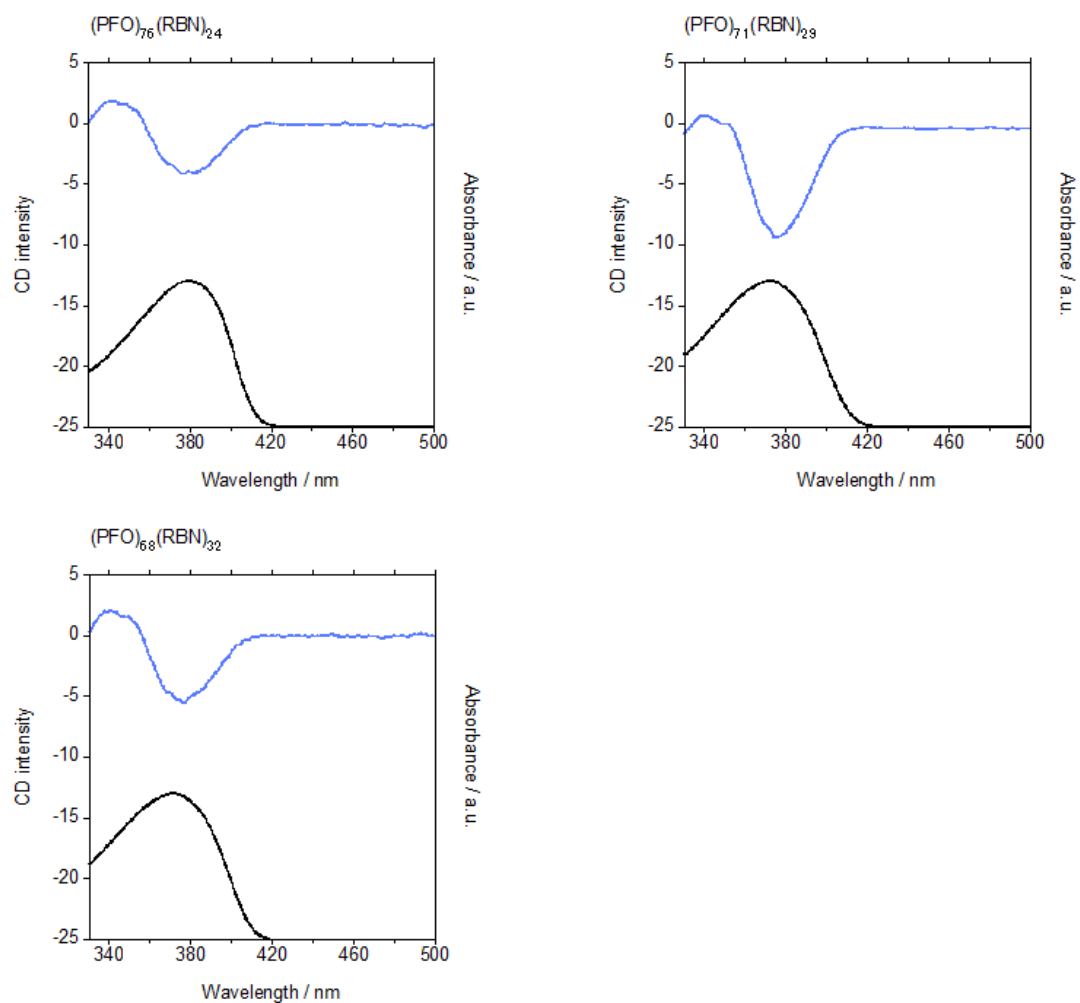 (PFO)₇₆(RBN)₂₄
5
0
-5
-10
-15
-20
-25
CD intensity
Absorbance / a.u.
340 380 420 460 500
Wavelength / nm
(PFO)₇₁(RBN)₂₉
5
0
-5
-10
-15
-20
-25
CD intensity
Absorbance / a.u.
340 380 420 460 500
Wavelength / nm
(PFO)₆₈(RBN)₃₂
5
0
-5
-10
-15
-20
-25
CD intensity
Absorbance / a.u.
340 380 420 460 500
Wavelength / nm